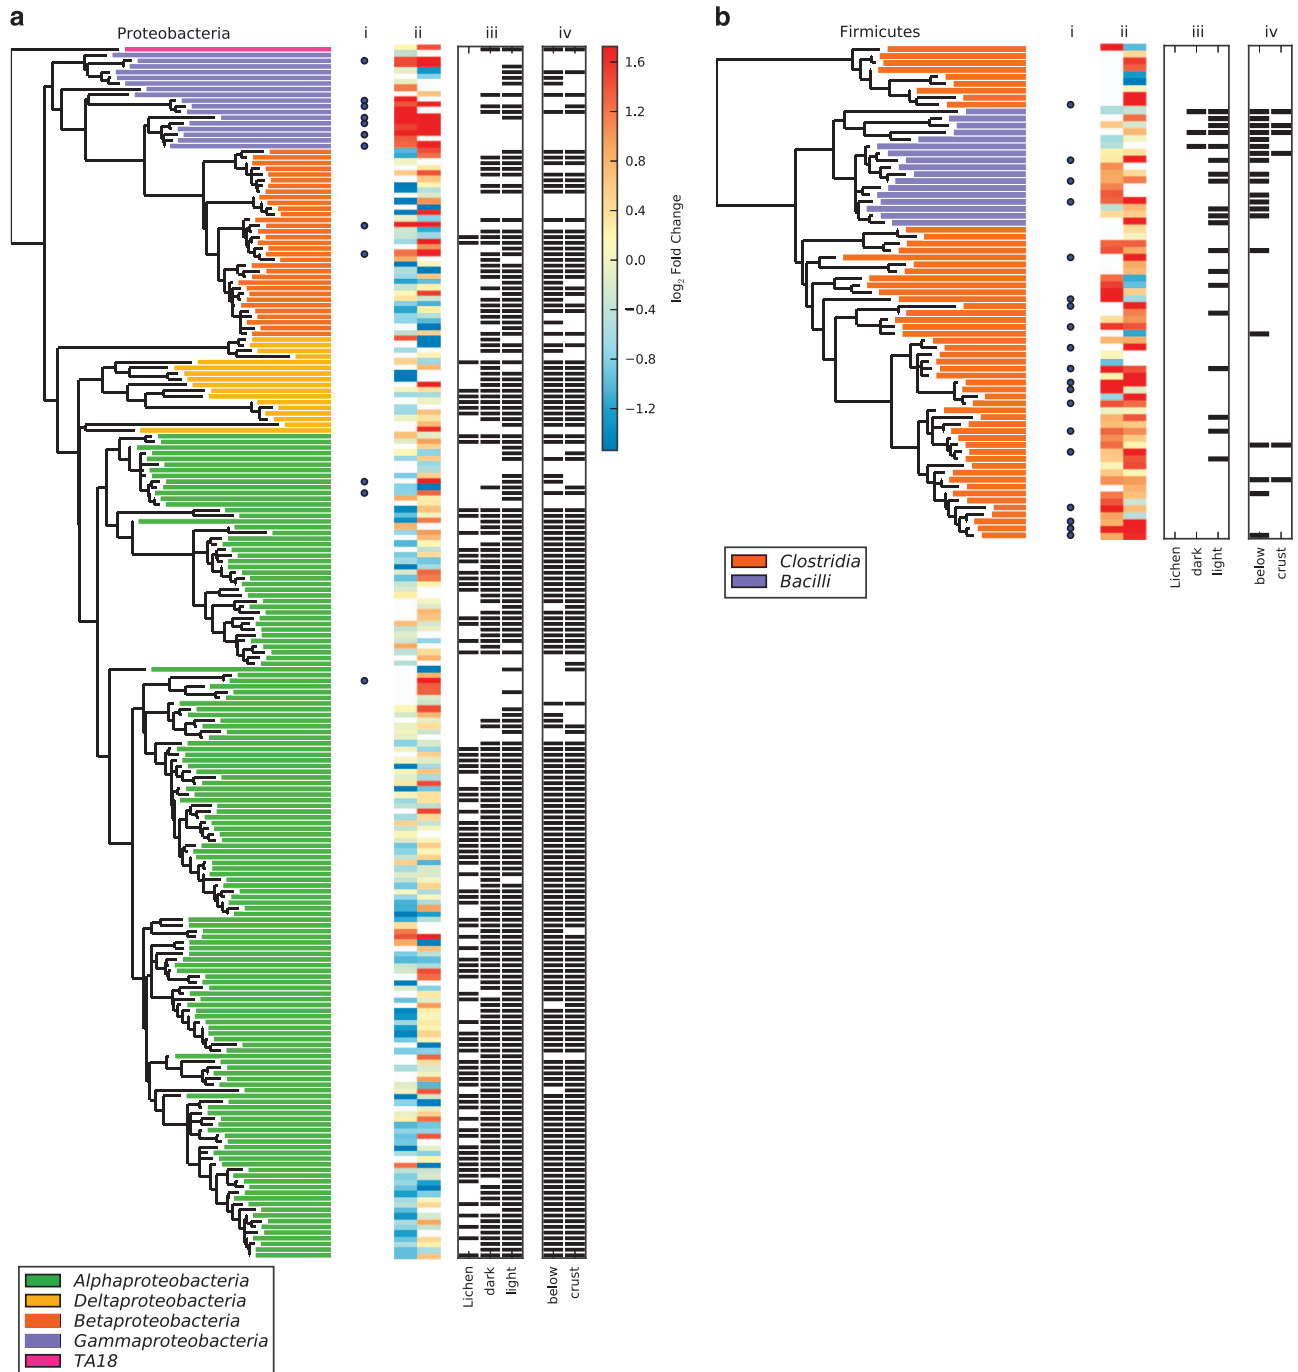 a
Proteobacteria
i
ii
iii
iv
1.6
1.2
0.8
0.4
0.0
−0.4
−0.8
−1.2
log2 Fold Change
Lichen
dark
light
below
crust
Alphaproteobacteria
Deltaproteobacteria
Betaproteobacteria
Gammaproteobacteria
TA18
b
Firmicutes
i
ii
iii
iv
Lichen
dark
light
below
crust
Clostridia
Bacilli